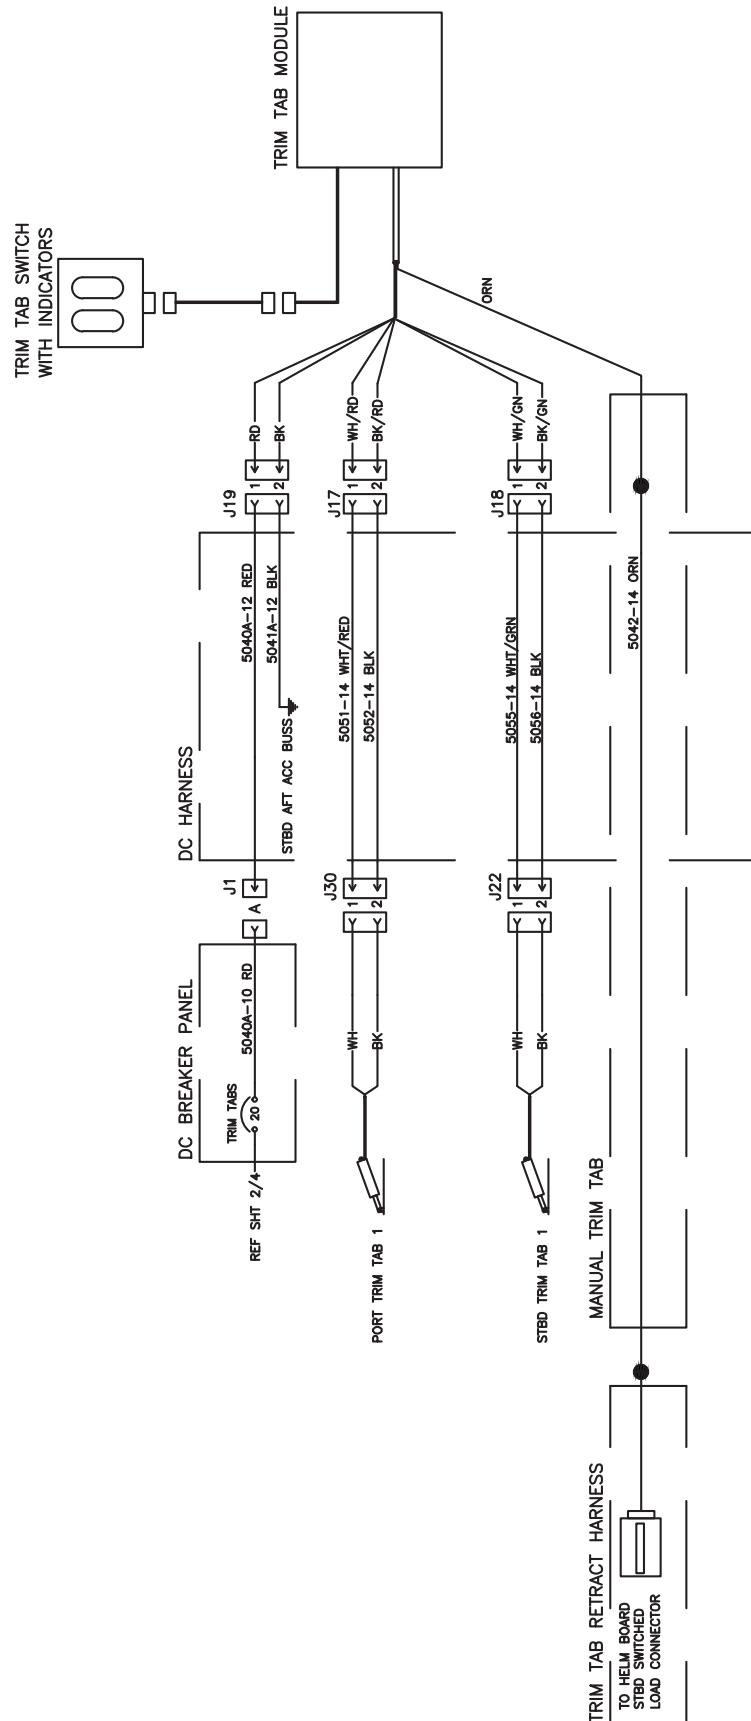 TRIM TAB MODULE
TRIM TAB SWITCH
WITH INDICATORS
ORN
RD
BK
WH/RD
BK/RD
WH/GN
BK/GN
J19
1
2
J17
1
2
J18
1
2
DC HARNESS
5040A-12 RED
5041A-12 BLK
STBD AFT ACC BUSS
5051-14 WHT/RED
5052-14 BLK
5055-14 WHT/GRN
5056-14 BLK
5042-14 ORN
J1
A
J30
1
2
J22
1
2
DC BREAKER PANEL
5040A-10 RD
TRIM TABS
20
REF SHT 2/4
WH
BK
PORT TRIM TAB 1
WH
BK
STBD TRIM TAB 1
MANUAL TRIM TAB
TRIM TAB RETRACT HARNESS
TO HELM BOARD
STBD SWITCHED
LOAD CONNECTOR